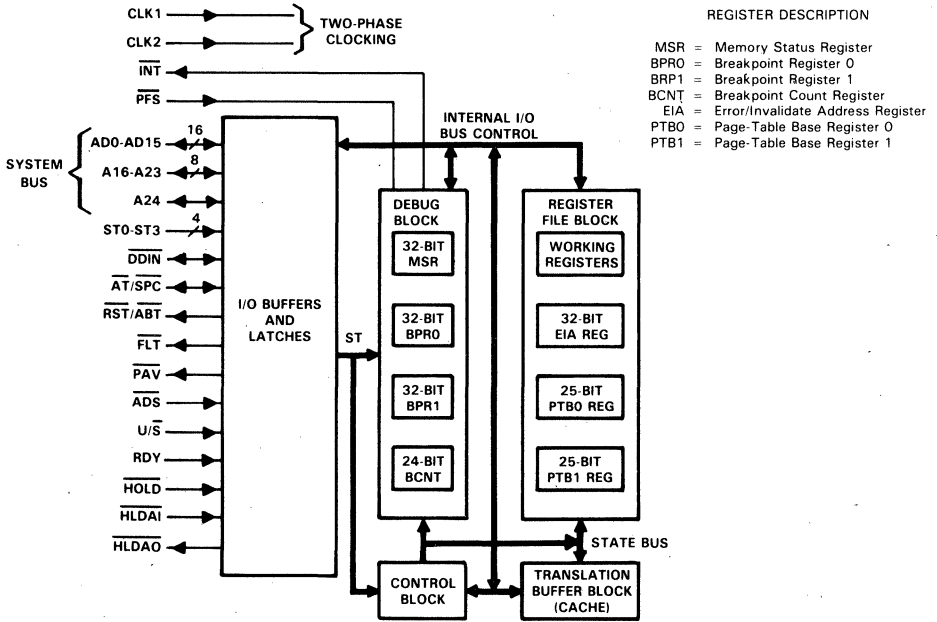 CLK1
CLK2
TWO-PHASE
CLOCKING
INT
PFS
SYSTEM
BUS
AD0-AD15
16
A16-A23
8
A24
ST0-ST3
4
DDIN
AT/SPC
RST/ABT
FLT
PAV
ADS
U/S
RDY
HOLD
HLDAI
HLDAO
I/O BUFFERS
AND
LATCHES
ST
INTERNAL I/O
BUS CONTROL
DEBUG
BLOCK
32-BIT
MSR
32-BIT
BPR0
32-BIT
BPR1
24-BIT
BCNT
REGISTER
FILE BLOCK
WORKING
REGISTERS
32-BIT
EIA REG
25-BIT
PTB0 REG
25-BIT
PTB1 REG
STATE BUS
CONTROL
BLOCK
TRANSLATION
BUFFER BLOCK
(CACHE)
REGISTER DESCRIPTION
MSR = Memory Status Register
BPR0 = Breakpoint Register 0
BRP1 = Breakpoint Register 1
BCNT = Breakpoint Count Register
EIA = Error/Invalidate Address Register
PTB0 = Page-Table Base Register 0
PTB1 = Page-Table Base Register 1